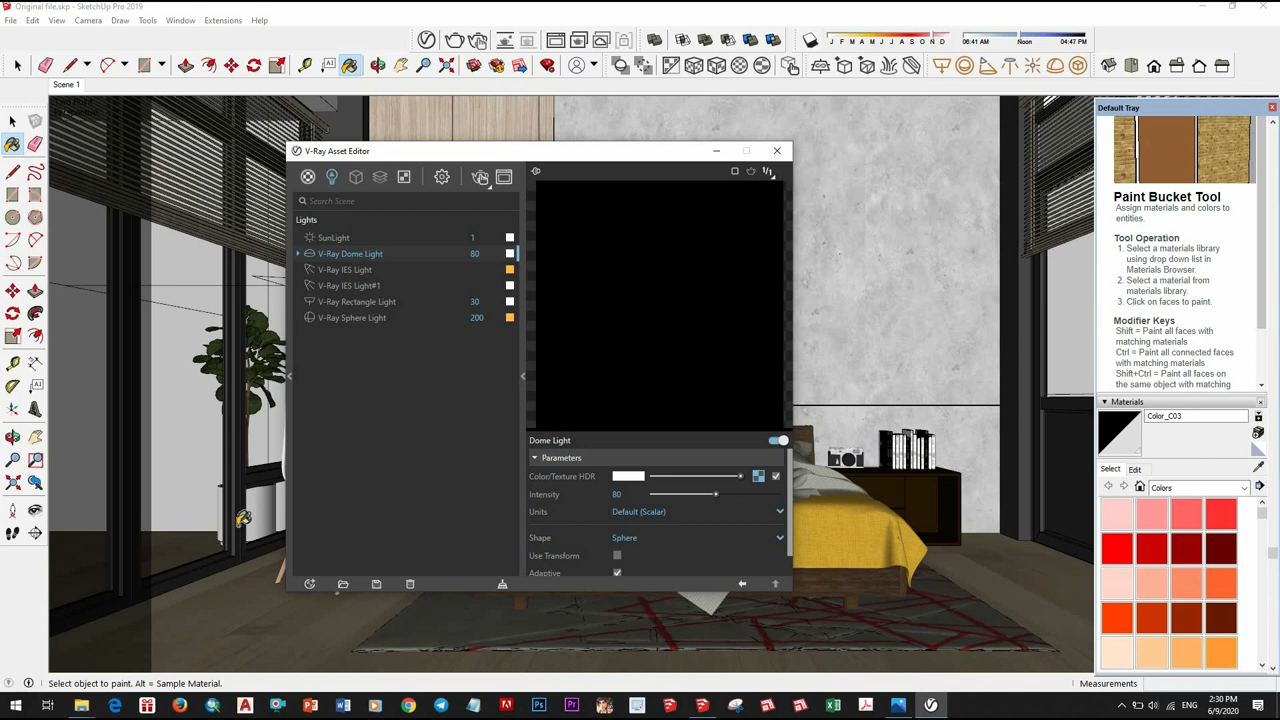 Original file.skp - SketchUp Pro 2019
File Edit View Camera Draw Tools Window Extensions Help
J F M A M J J A S O N D
06:41 AM Noon 04:47 PM
Scene 1
Default Tray
V-Ray Asset Editor
Search Scene
Lights
SunLight 1
V-Ray Dome Light 80
V-Ray IES Light
V-Ray IES Light#1
V-Ray Rectangle Light 30
V-Ray Sphere Light 200
Dome Light
Parameters
Color/Texture HDR
Intensity 80
Units Default (Scalar)
Shape Sphere
Use Transform
Adaptive
Paint Bucket Tool
Assign materials and colors to
entities.
Tool Operation
1. Select a materials library
using drop down list in
Materials Browser.
2. Select a material from
materials library.
3. Click on faces to paint.
Modifier Keys
Shift = Paint all faces with
matching materials
Ctrl = Paint all connected faces
with matching materials
Shift+Ctrl = Paint all faces on
the same object with matching
Materials
Color_C03
Select Edit
Colors
Select object to paint. Alt = Sample Material.
Measurements
ENG
2:30 PM
6/9/2020